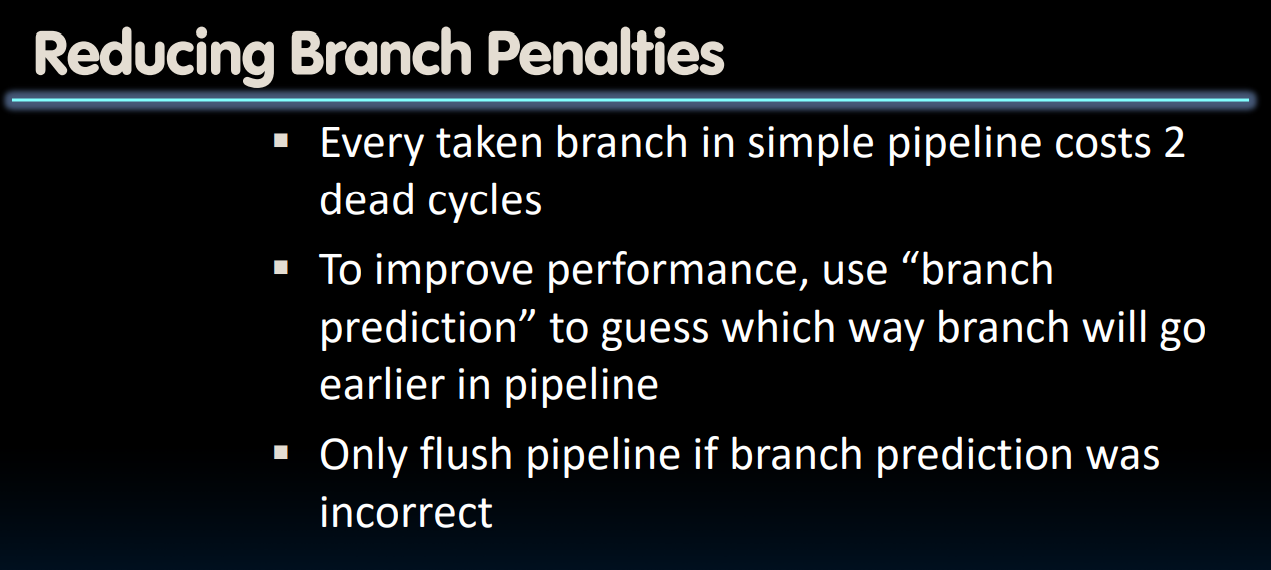 Reducing Branch Penalties
▪ Every taken branch in simple pipeline costs 2
dead cycles
▪ To improve performance, use “branch
prediction” to guess which way branch will go
earlier in pipeline
▪ Only flush pipeline if branch prediction was
incorrect